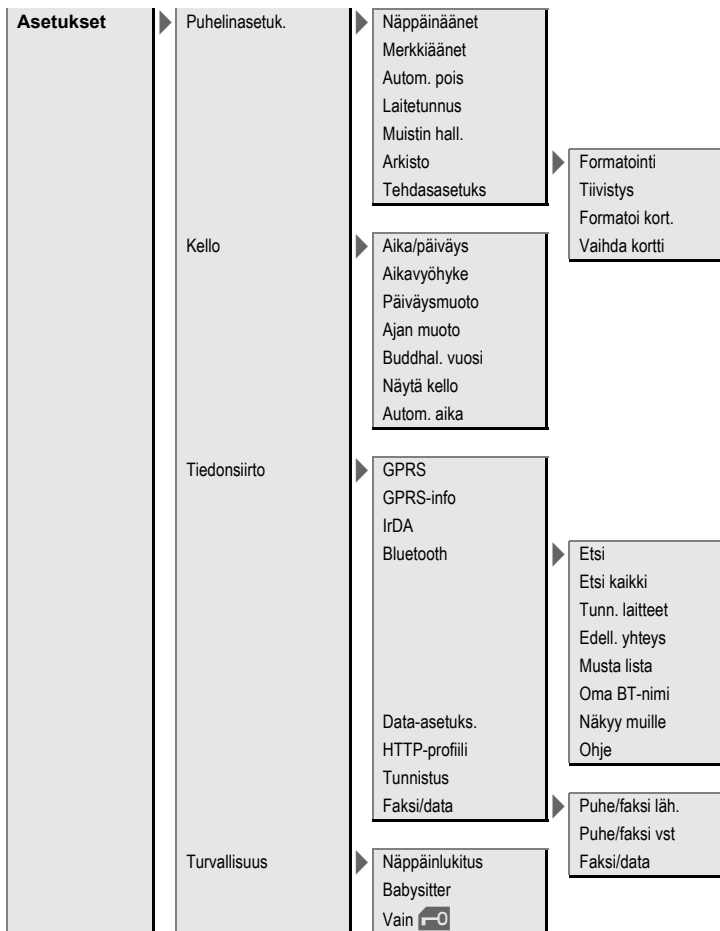 Asetukset
Puhelinasetuk.
Näppäinäänet
Merkkiäänet
Autom. pois
Laitetunnus
Muistin hall.
Arkisto
Formatointi
Tiivistys
Formatoi kort.
Vaihda kortti
Tehdasasetuks
Kello
Aika/päiväys
Aikavyöhyke
Päiväysmuoto
Ajan muoto
Buddhal. vuosi
Näytä kello
Autom. aika
Tiedonsiirto
GPRS
GPRS-info
IrDA
Bluetooth
Etsi
Etsi kaikki
Tunn. laitteet
Edell. yhteys
Musta lista
Oma BT-nimi
Näkyy muille
Ohje
Data-asetuks.
HTTP-profiili
Tunnistus
Faksi/data
Puhe/faksi läh.
Puhe/faksi vst
Faksi/data
Turvallisuus
Näppäinlukitus
Babysitter
Vain